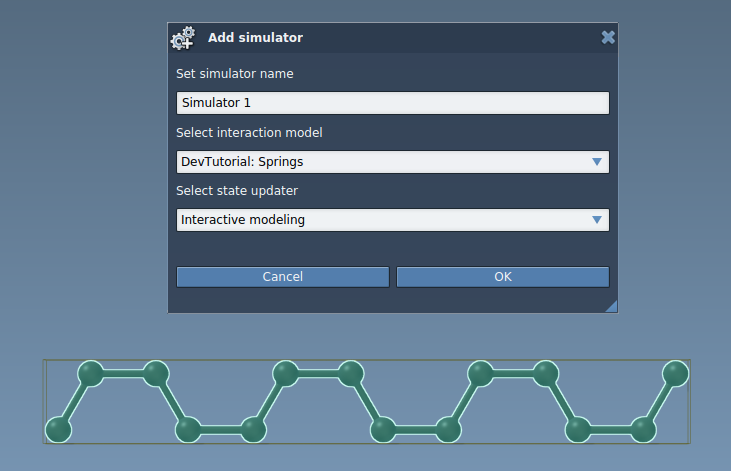 Add simulator
Set simulator name
Simulator 1
Select interaction model
DevTutorial: Springs
Select state updater
Interactive modeling
Cancel OK